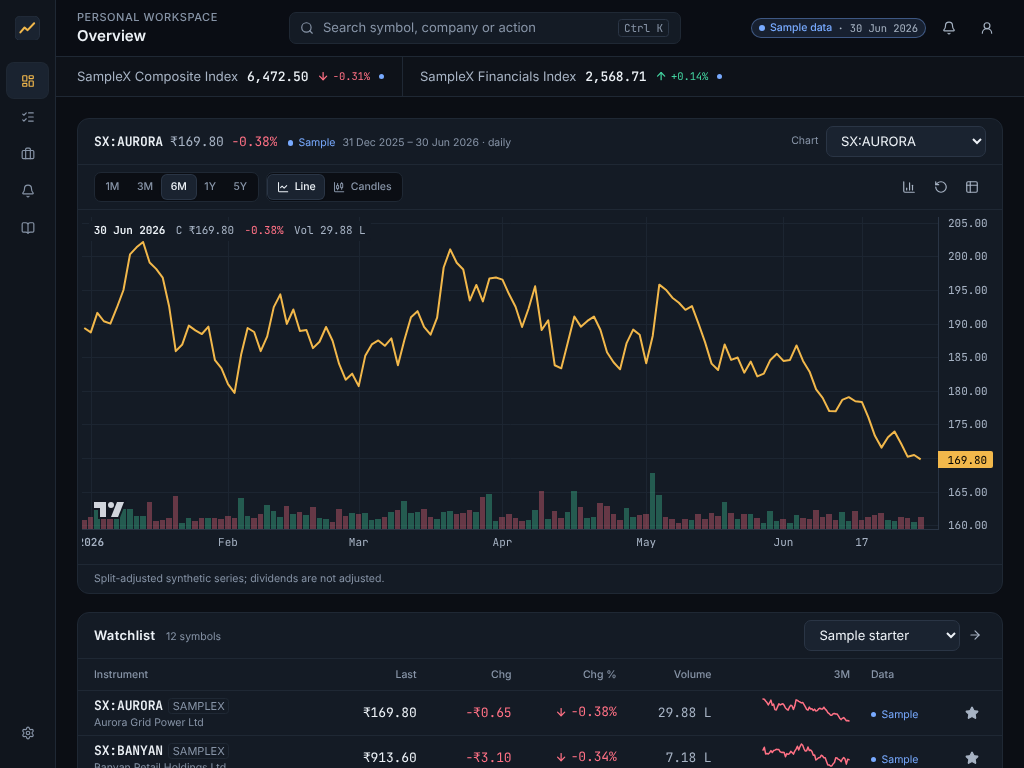 PERSONAL WORKSPACE
Overview
Search symbol, company or action
Ctrl K
Sample data · 30 Jun 2026
SampleX Composite Index 6,472.50 ↓ -0.31%
SampleX Financials Index 2,568.71 ↑ +0.14%
SX:AURORA ₹169.80 -0.38% Sample 31 Dec 2025 – 30 Jun 2026 · daily
Chart SX:AURORA
1M 3M 6M 1Y 5Y Line Candles
30 Jun 2026 C ₹169.80 -0.38% Vol 29.88 L
205.00
200.00
195.00
190.00
185.00
180.00
175.00
169.80
165.00
160.00
2026 Feb Mar Apr May Jun 17
Split-adjusted synthetic series; dividends are not adjusted.
Watchlist 12 symbols
Sample starter
Instrument Last Chg Chg % Volume 3M Data
SX:AURORA SAMPLEX ₹169.80 -₹0.65 ↓ -0.38% 29.88 L Sample
Aurora Grid Power Ltd
SX:BANYAN SAMPLEX ₹913.60 -₹3.10 ↓ -0.34% 7.18 L Sample
Banyan Retail Holdings Ltd